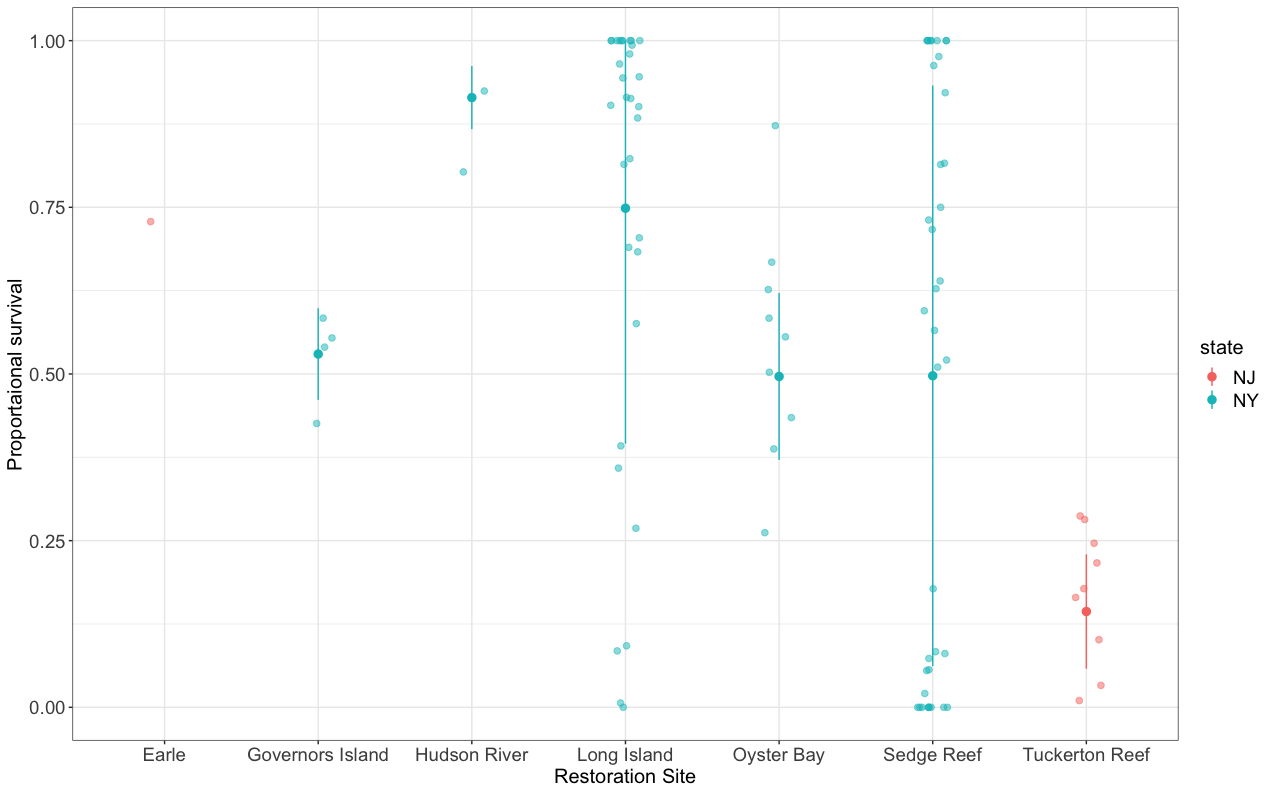 1.00
0.75
0.50
0.25
0.00
Proportaional survival
Earle
Governors Island
Hudson River
Long Island
Oyster Bay
Sedge Reef
Tuckerton Reef
Restoration Site
state
NJ
NY